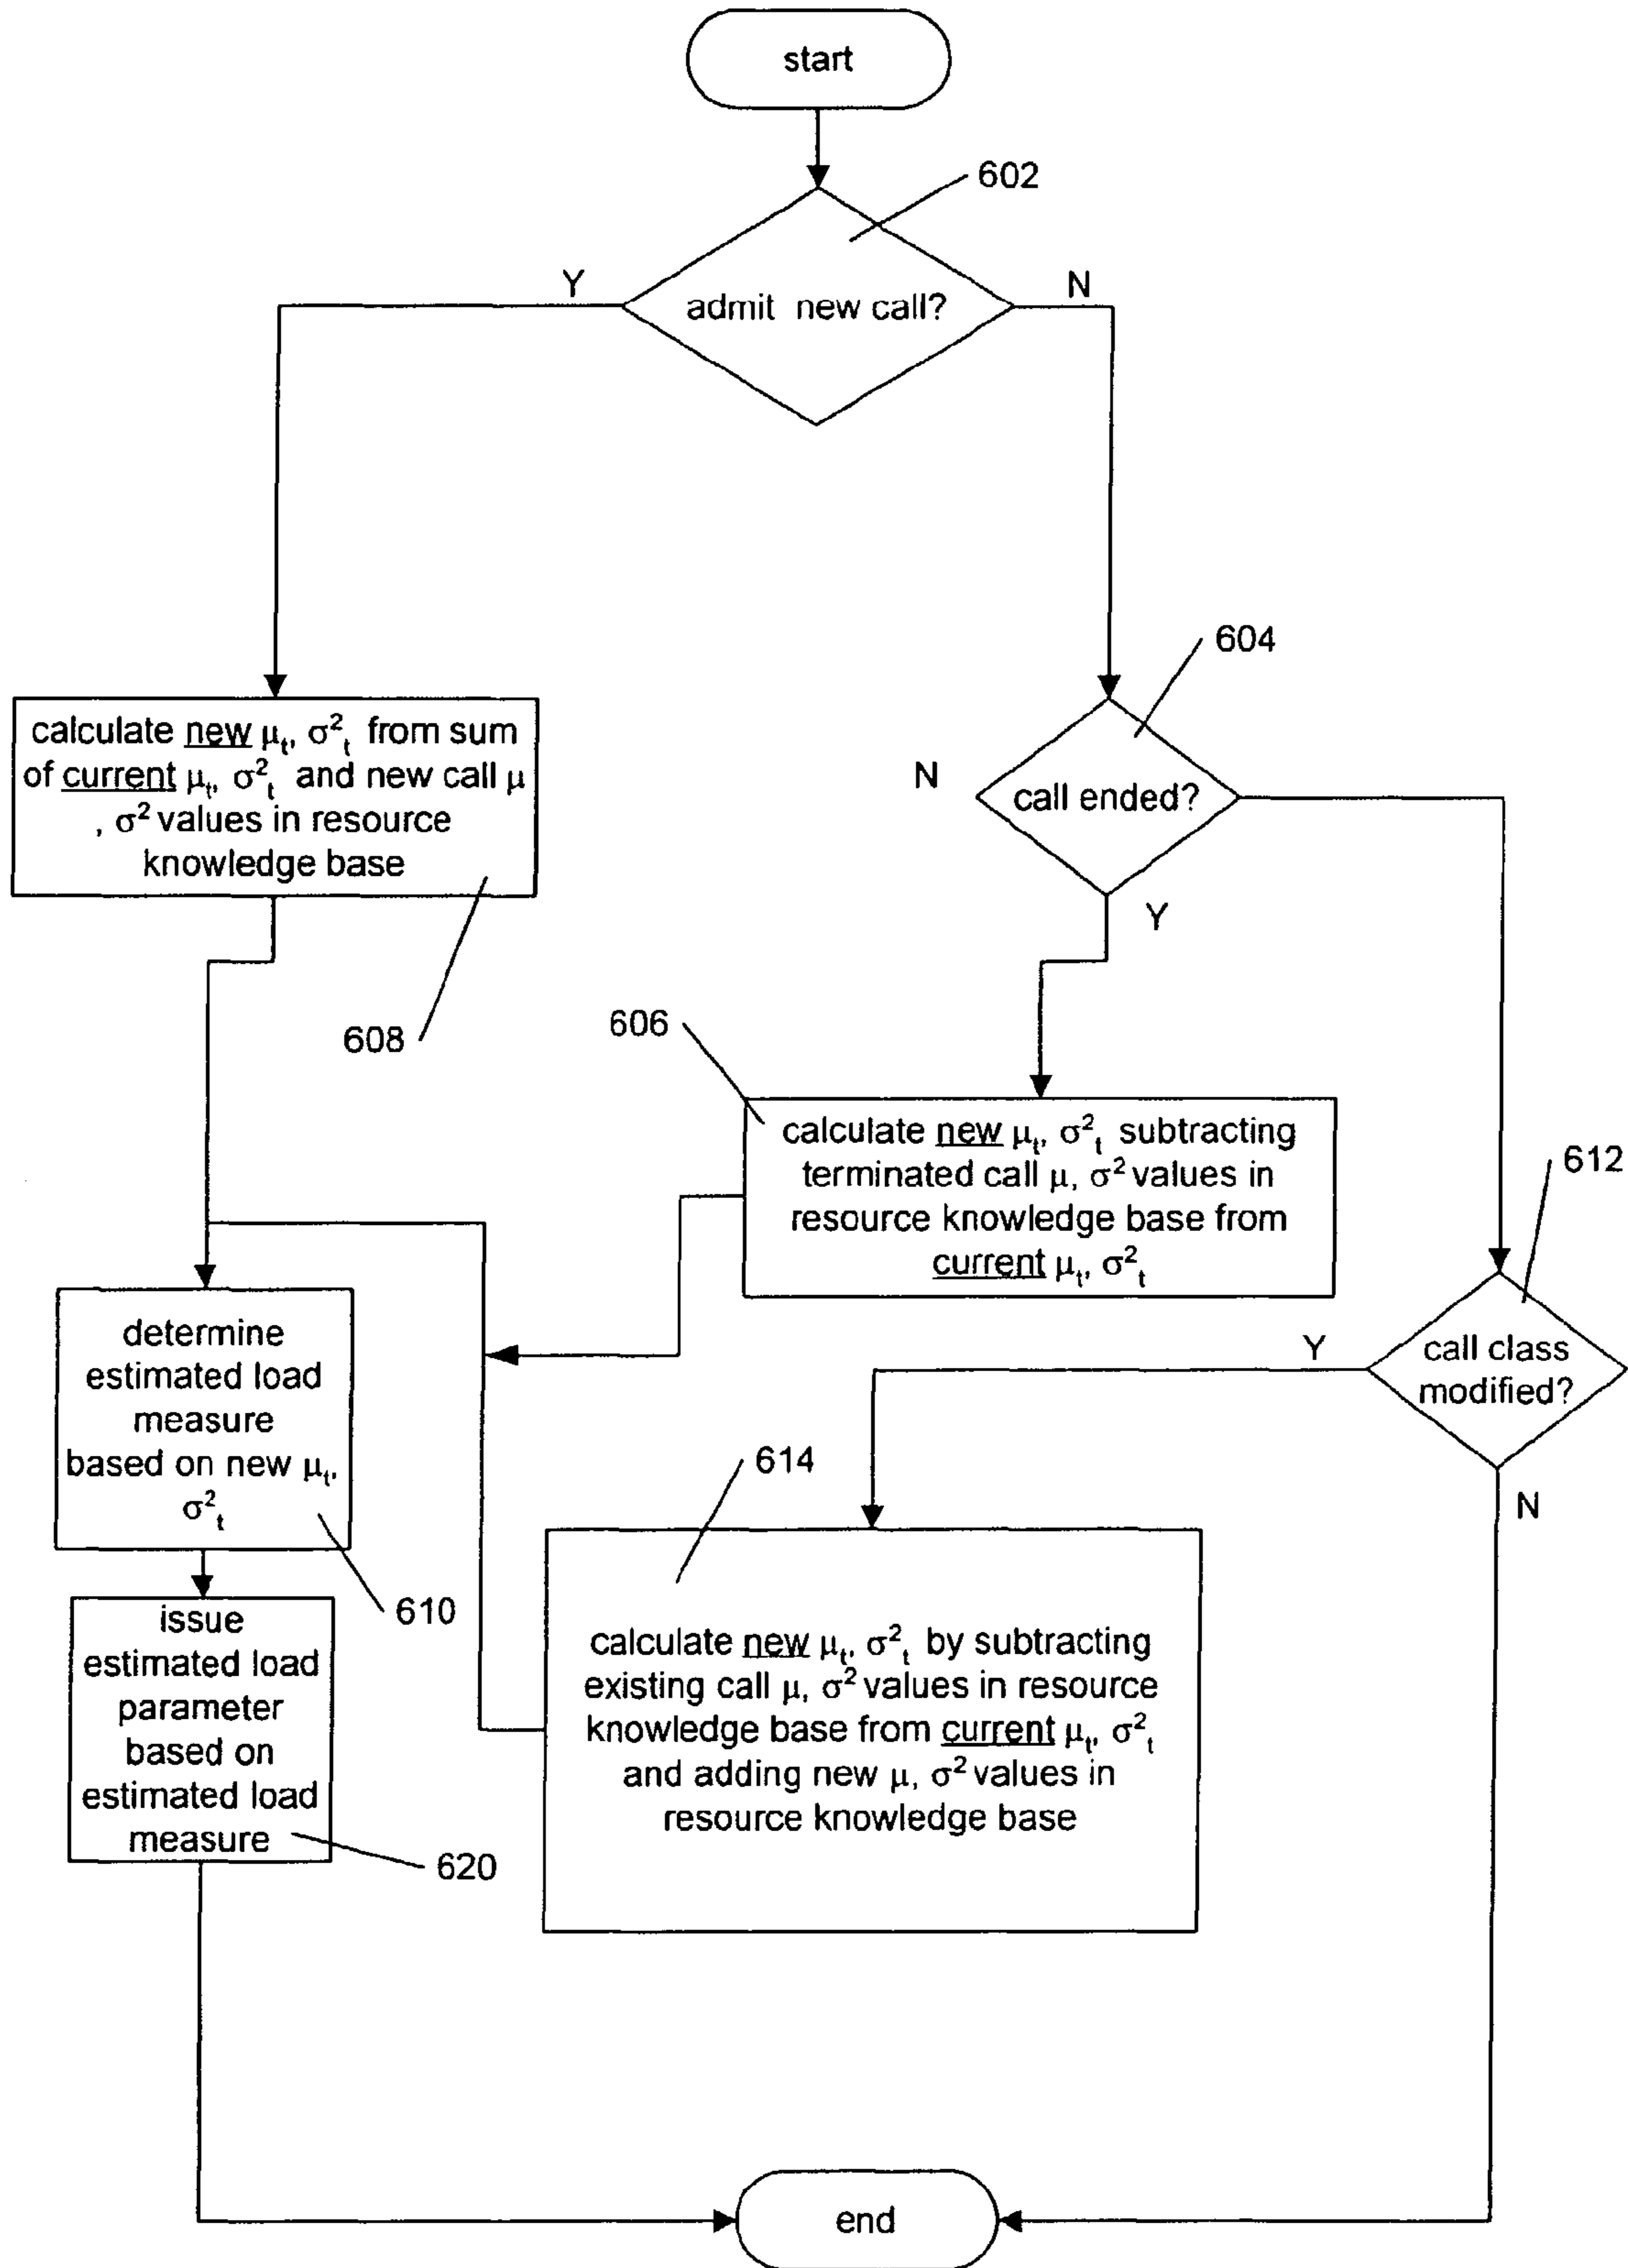 start
602
Y
N
admit new call?
604
calculate new μt, σ²t from sum
of current μt, σ²t and new call μ
, σ² values in resource
knowledge base
N
call ended?
Y
608
606
calculate new μt, σ²t subtracting
terminated call μ, σ² values in
resource knowledge base from
current μt, σ²t
612
determine
estimated load
measure
based on new μt,
σ²t
Y
call class
modified?
614
N
610
issue
estimated load
parameter
based on
estimated load
measure
calculate new μt, σ²t by subtracting
existing call μ, σ² values in resource
knowledge base from current μt, σ²t
and adding new μ, σ² values in
resource knowledge base
620
end